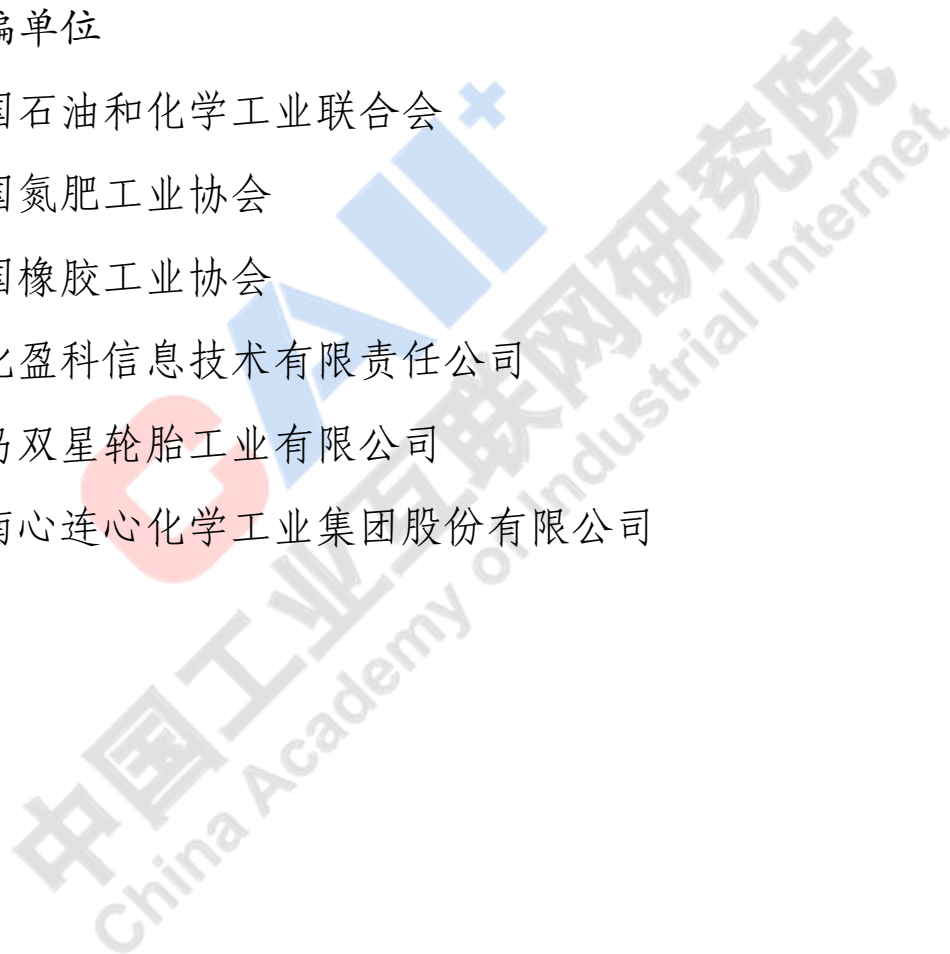 编单位
国石油和化学工业联合会
国氮肥工业协会
国橡胶工业协会
化盈科信息技术有限责任公司
岛双星轮胎工业有限公司
南心连心化学工业集团股份有限公司
CAII+
中国工业互联网研究院
China Academy of Industrial Internet